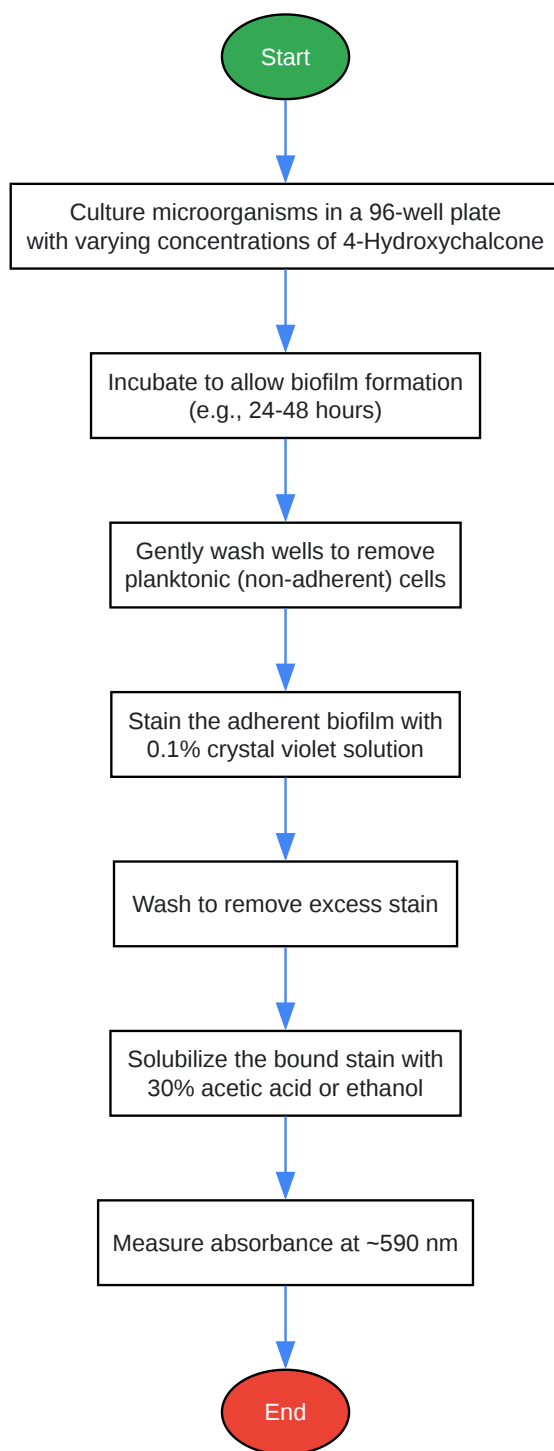 Start
Culture microorganisms in a 96-well plate
with varying concentrations of 4-Hydroxychalcone
Incubate to allow biofilm formation
(e.g., 24-48 hours)
Gently wash wells to remove
planktonic (non-adherent) cells
Stain the adherent biofilm with
0.1% crystal violet solution
Wash to remove excess stain
Solubilize the bound stain with
30% acetic acid or ethanol
Measure absorbance at ~590 nm
End